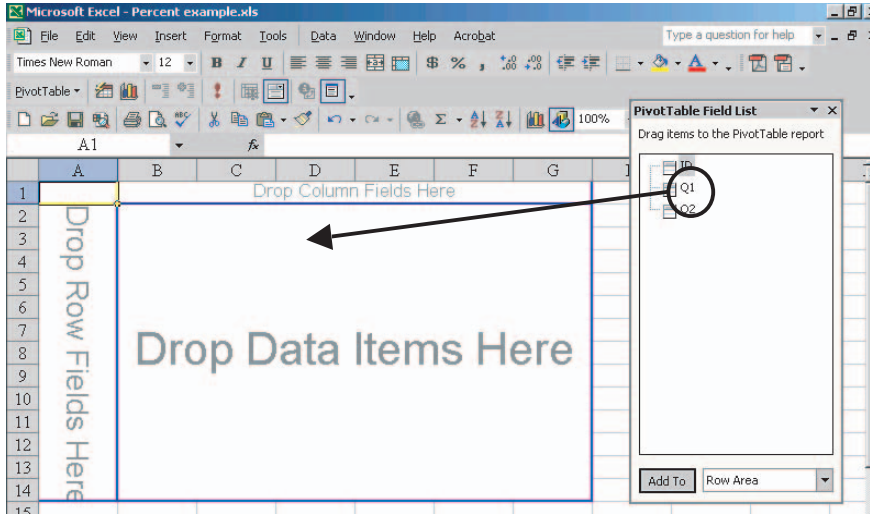 Microsoft Excel - Percent example.xls
File Edit View Insert Format Tools Data Window Help Acrobat Type a question for help
Times New Roman 12 B I U $ % , .00 .00
PivotTable
ABC Σ 100%
A1 fx
PivotTable Field List
Drag items to the PivotTable report
ID
Q1
Q2
A B C D E F G
Drop Column Fields Here
Drop Row Fields Here
Drop Data Items Here
1
2
3
4
5
6
7
8
9
10
11
12
13
14
15
Add To Row Area